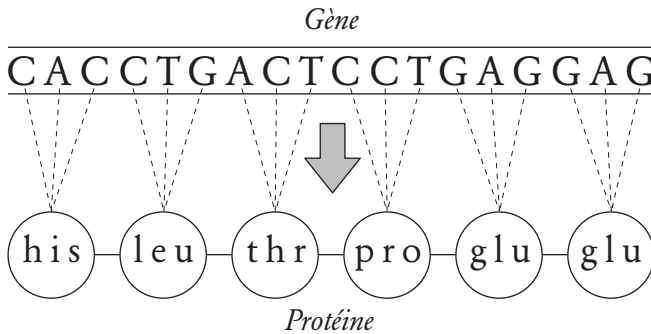 Gène
CACCTGACTCCTGAGGAG
his leu thr pro glu glu
Protéine